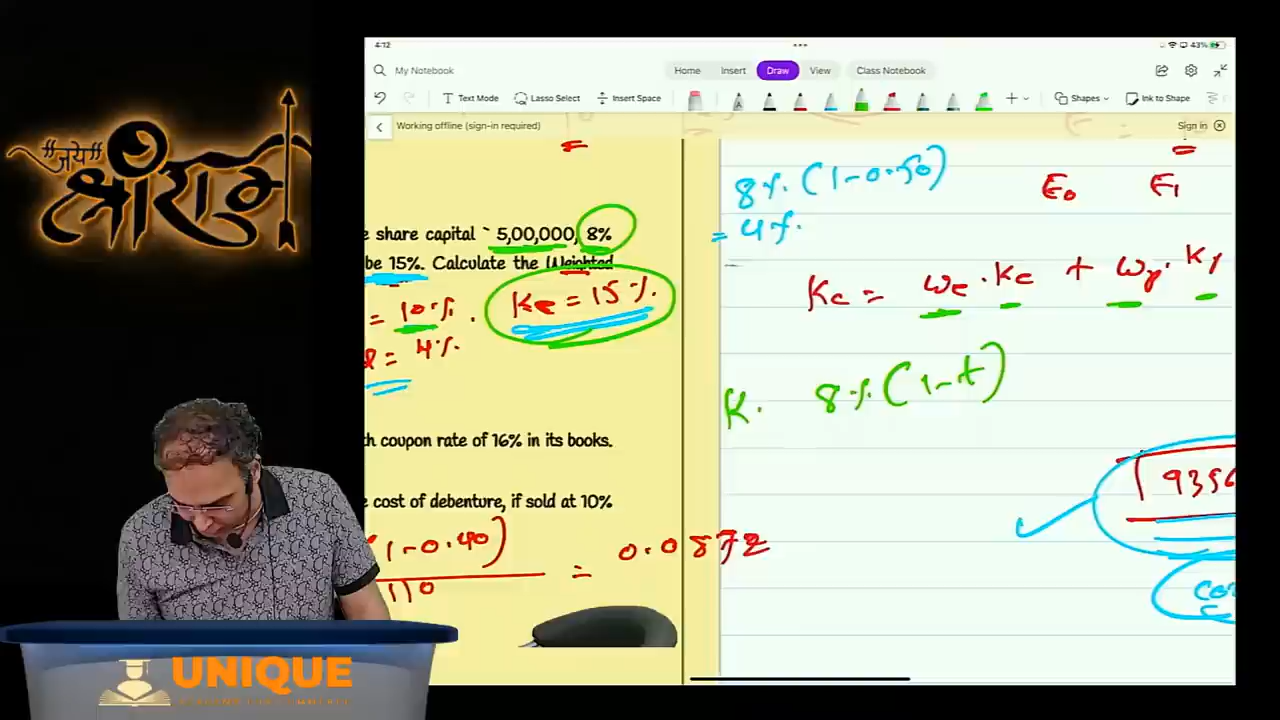 "जय"
श्री राम
4:12
43%
My Notebook
Home
Insert
Draw
View
Class Notebook
Text Mode
Lasso Select
Insert Space
Shapes
Ink to Shape
Working offline (sign-in required)
Sign in
e share capital ` 5,00,000, 8%
be 15%. Calculate the Weighted
= 10%. Ke = 15%.
= 4%.
h coupon rate of 16% in its books.
e cost of debenture, if sold at 10%
(1-0.40)
110
= 0.0872
8%. (1-0.50)
= 4%.
E0 E1
Kc = We.Ke +
K. 8%(1-t)
UNIQUE